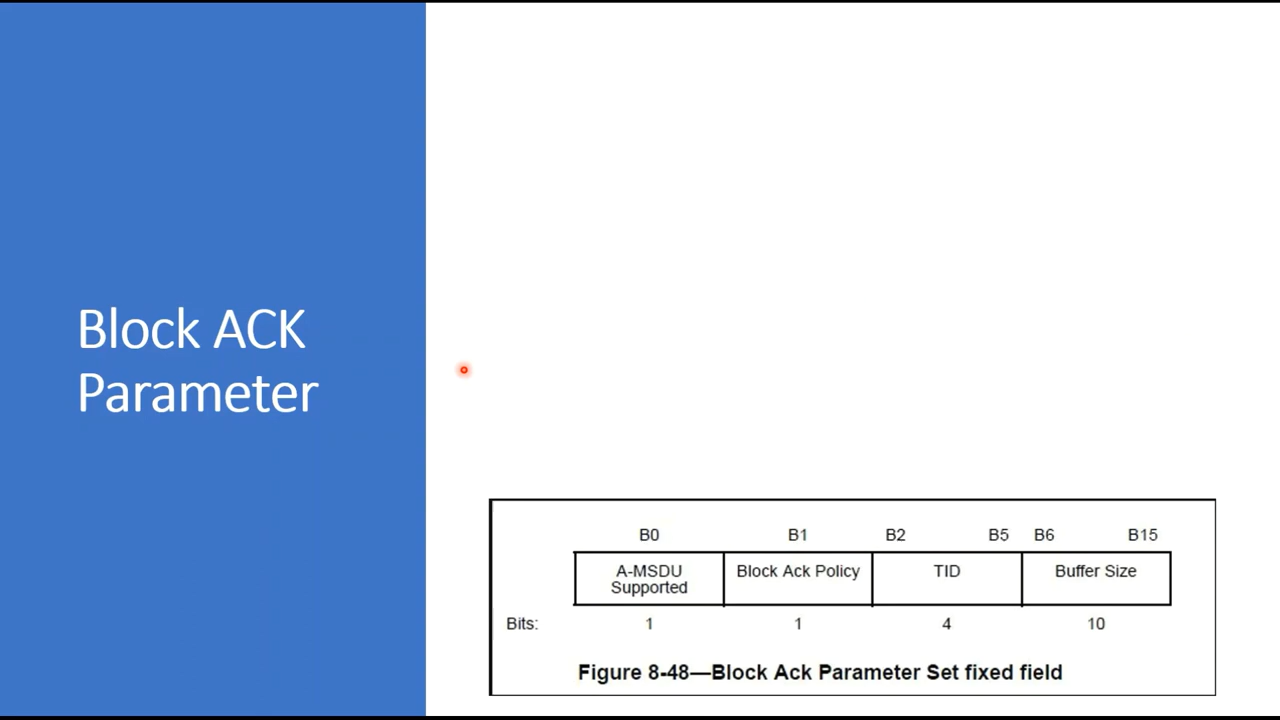 Block ACK
Parameter
B0 B1 B2 B5 B6 B15
A-MSDU Supported Block Ack Policy TID Buffer Size
Bits: 1 1 4 10
Figure 8-48—Block Ack Parameter Set fixed field